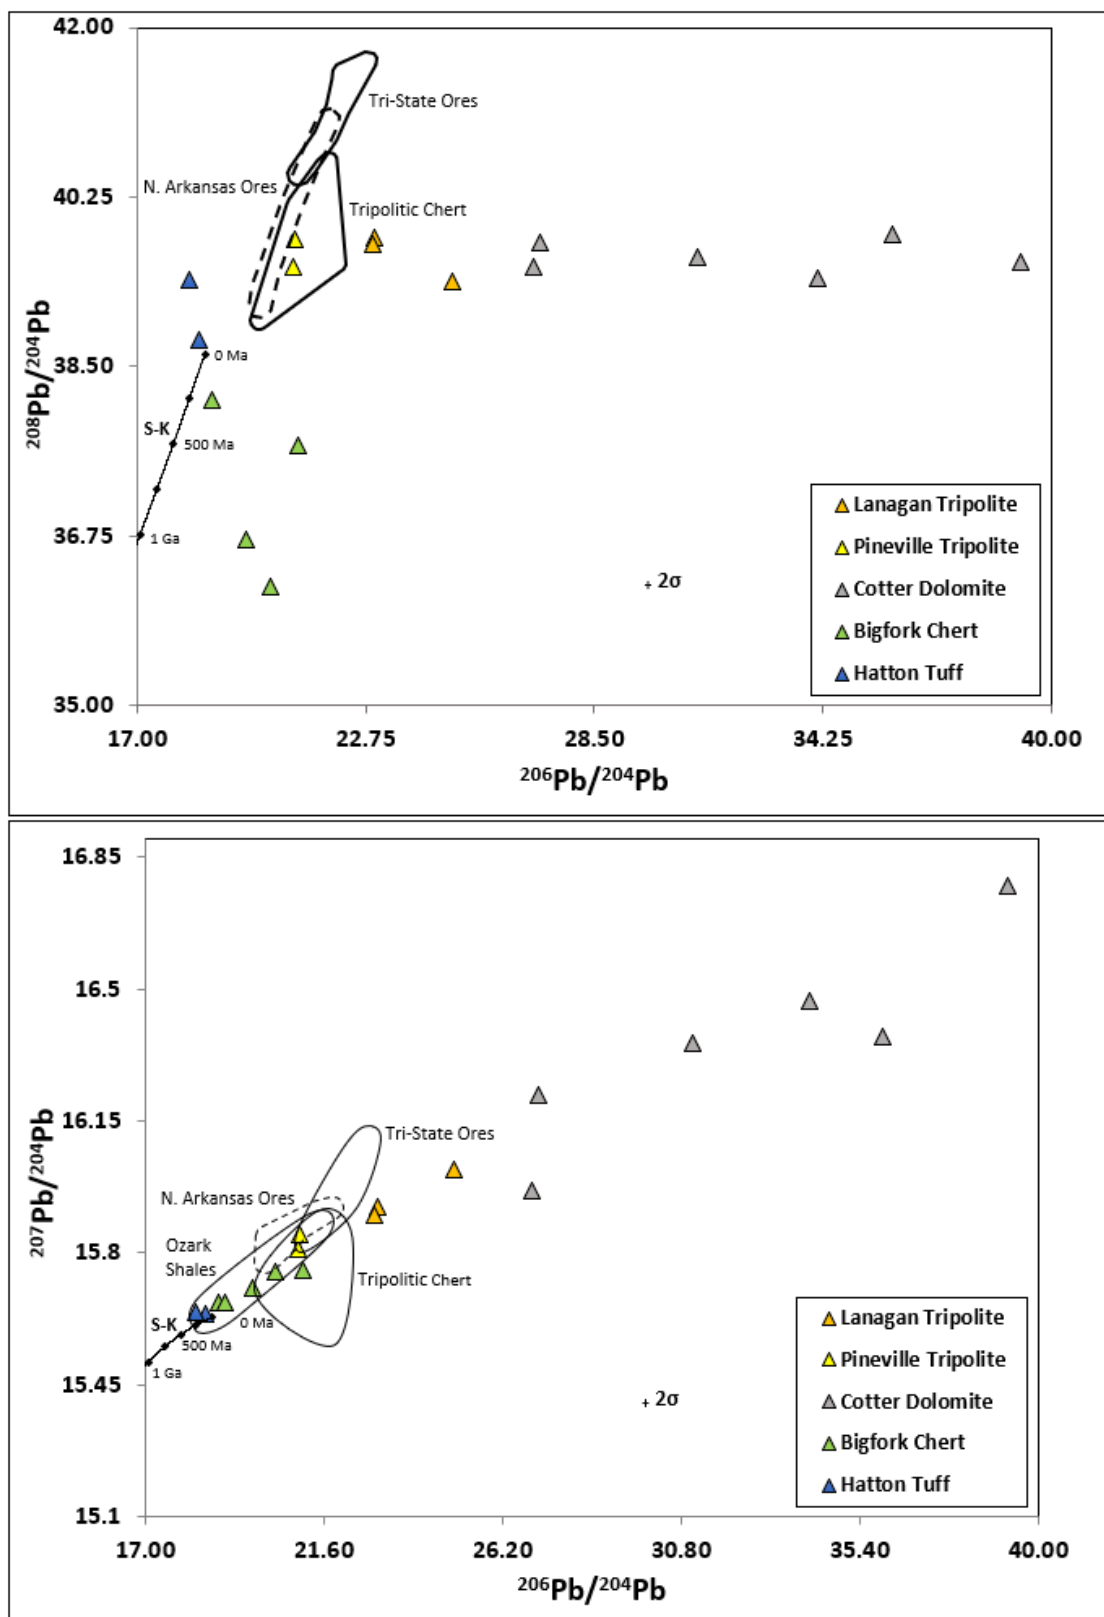 42.00
Tri-State Ores
40.25
N. Arkansas Ores
Tripolitic Chert
38.50
0 Ma
S-K
500 Ma
36.75
1 Ga
2σ
35.00
17.00 22.75 28.50 34.25 40.00
²⁰⁸Pb/²⁰⁴Pb
²⁰⁶Pb/²⁰⁴Pb
Lanagan Tripolite
Pineville Tripolite
Cotter Dolomite
Bigfork Chert
Hatton Tuff
16.85
16.5
16.15
Tri-State Ores
N. Arkansas Ores
15.8
Ozark
Shales
Tripolitic Chert
S-K
0 Ma
500 Ma
1 Ga
15.45
2σ
15.1
17.00 21.60 26.20 30.80 35.40 40.00
²⁰⁷Pb/²⁰⁴Pb
²⁰⁶Pb/²⁰⁴Pb
Lanagan Tripolite
Pineville Tripolite
Cotter Dolomite
Bigfork Chert
Hatton Tuff